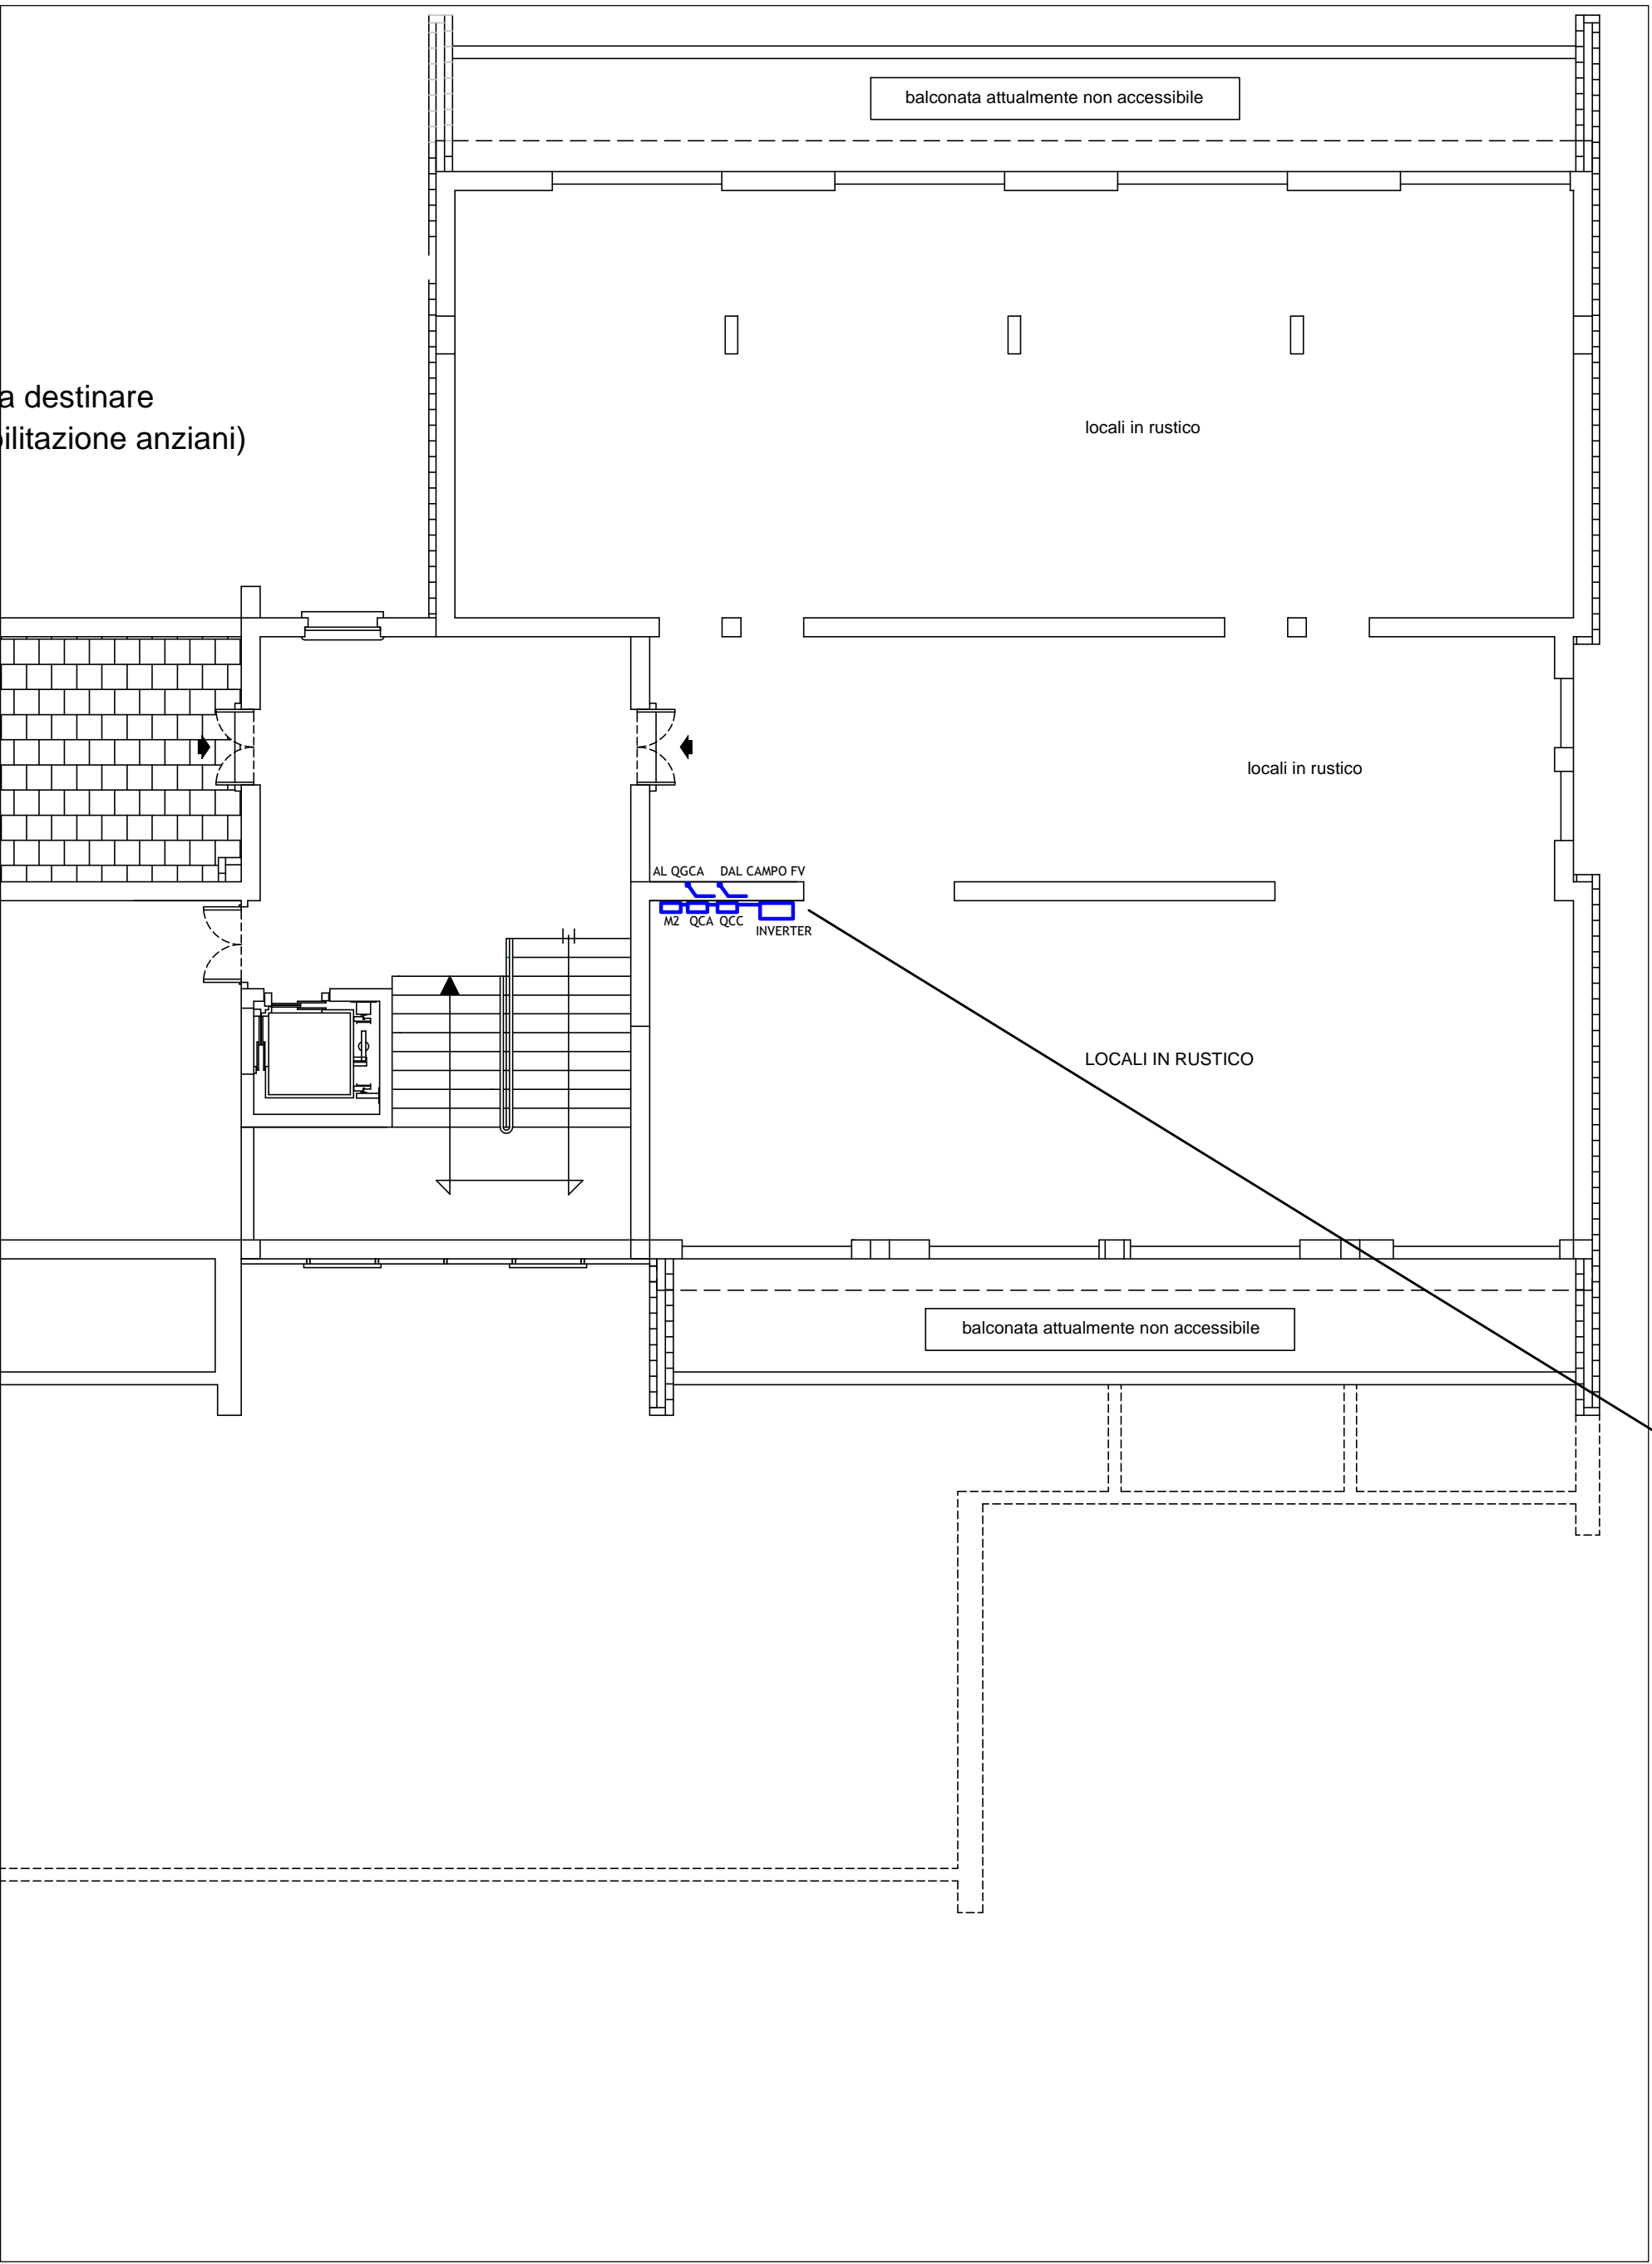 balconata attualmente non accessibile
a destinare
bilitazione anziani)
locali in rustico
locali in rustico
AL QGCA DAL CAMPO FV
M2 QCA QCC INVERTER
LOCALI IN RUSTICO
balconata attualmente non accessibile